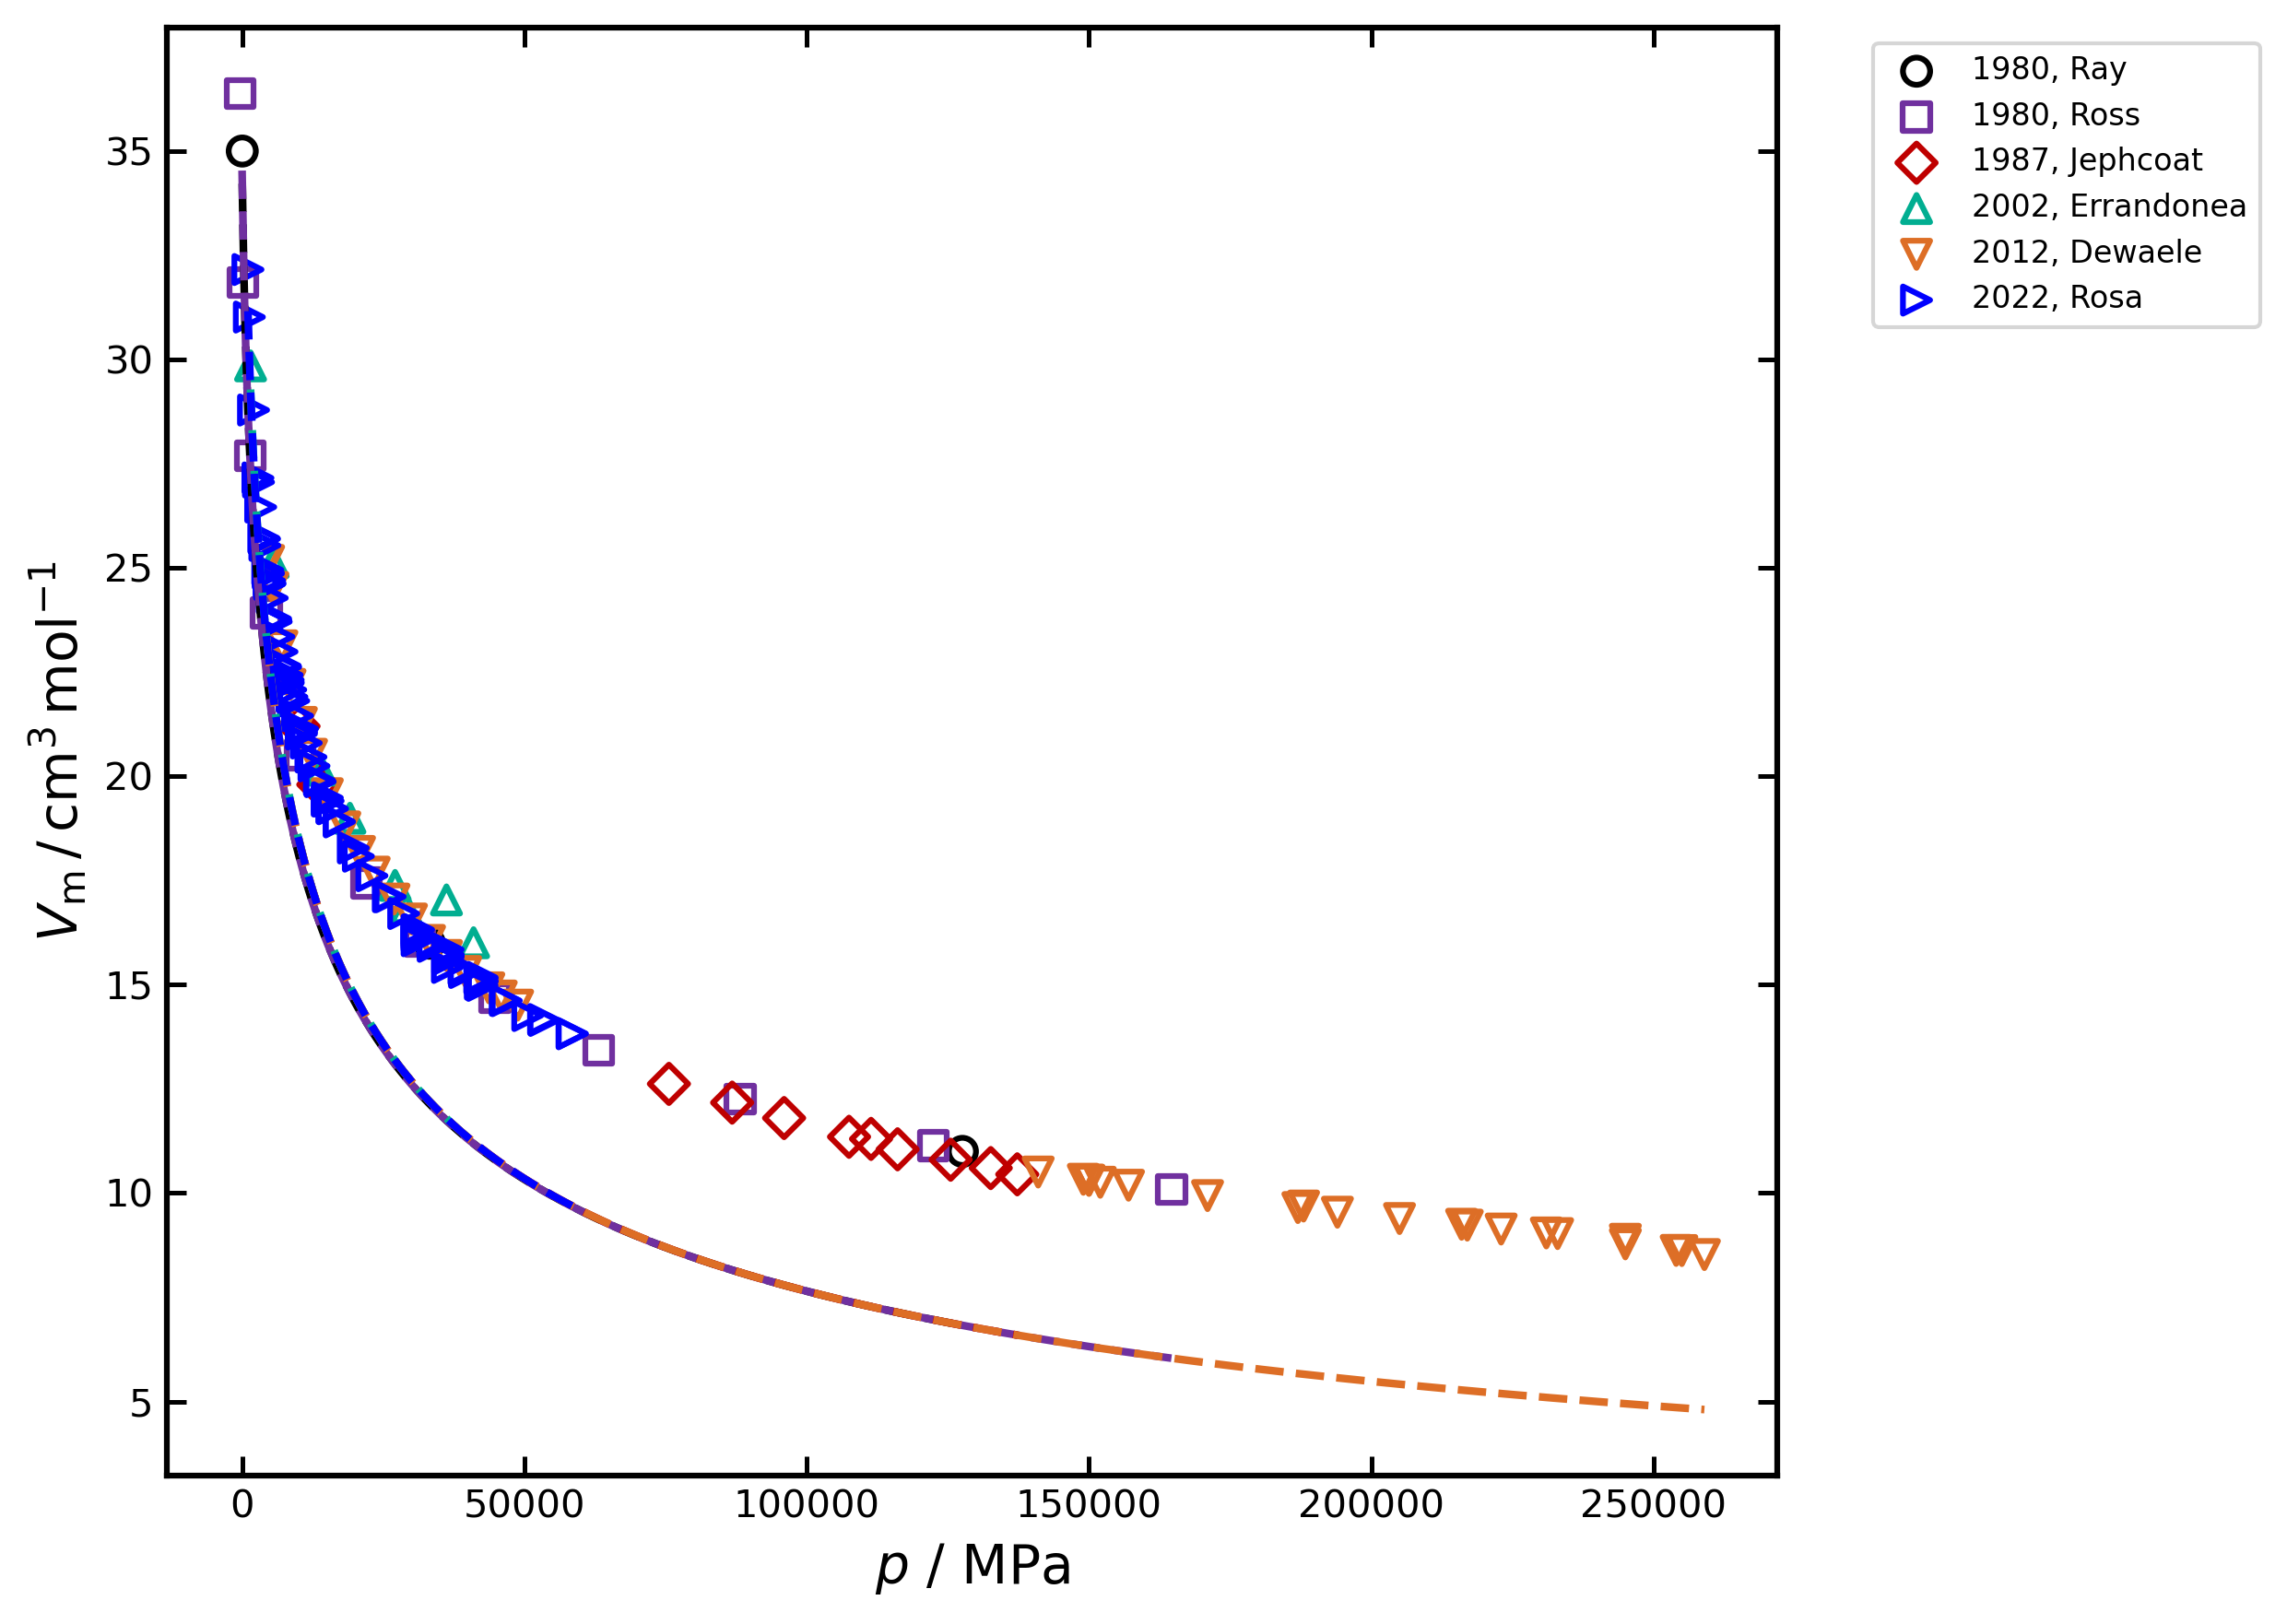 1980, Ray
1980, Ross
1987, Jephcoat
2002, Errandonea
2012, Dewaele
2022, Rosa
35
30
25
20
15
10
5
V_m / cm³ mol⁻¹
0 50000 100000 150000 200000 250000
p / MPa